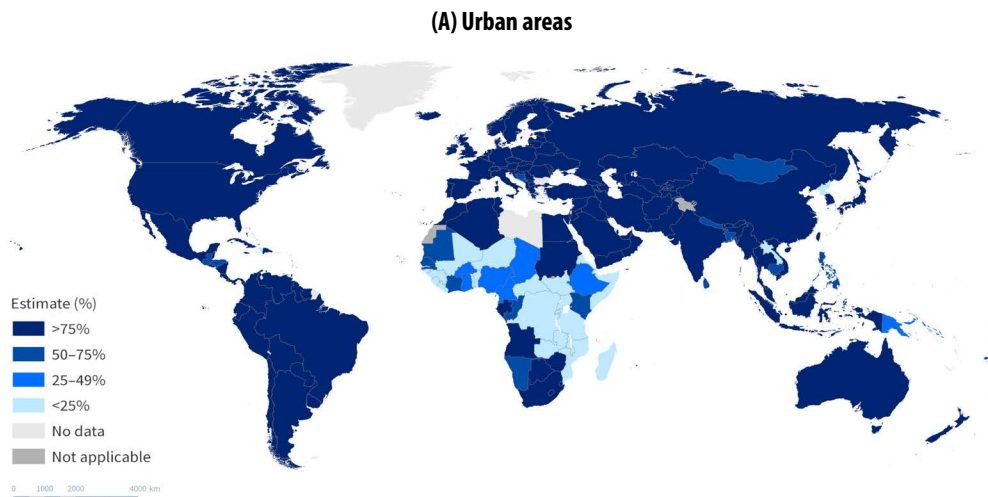 (A) Urban areas
Estimate (%)
>75%
50–75%
25–49%
<25%
No data
Not applicable
0 1000 2000 4000 km